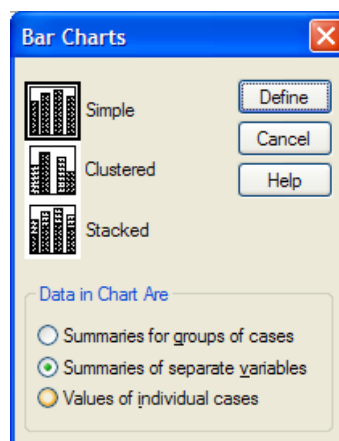 Bar Charts
Simple
Define
Cancel
Clustered
Help
Stacked
Data in Chart Are
Summaries for groups of cases
Summaries of separate variables
Values of individual cases